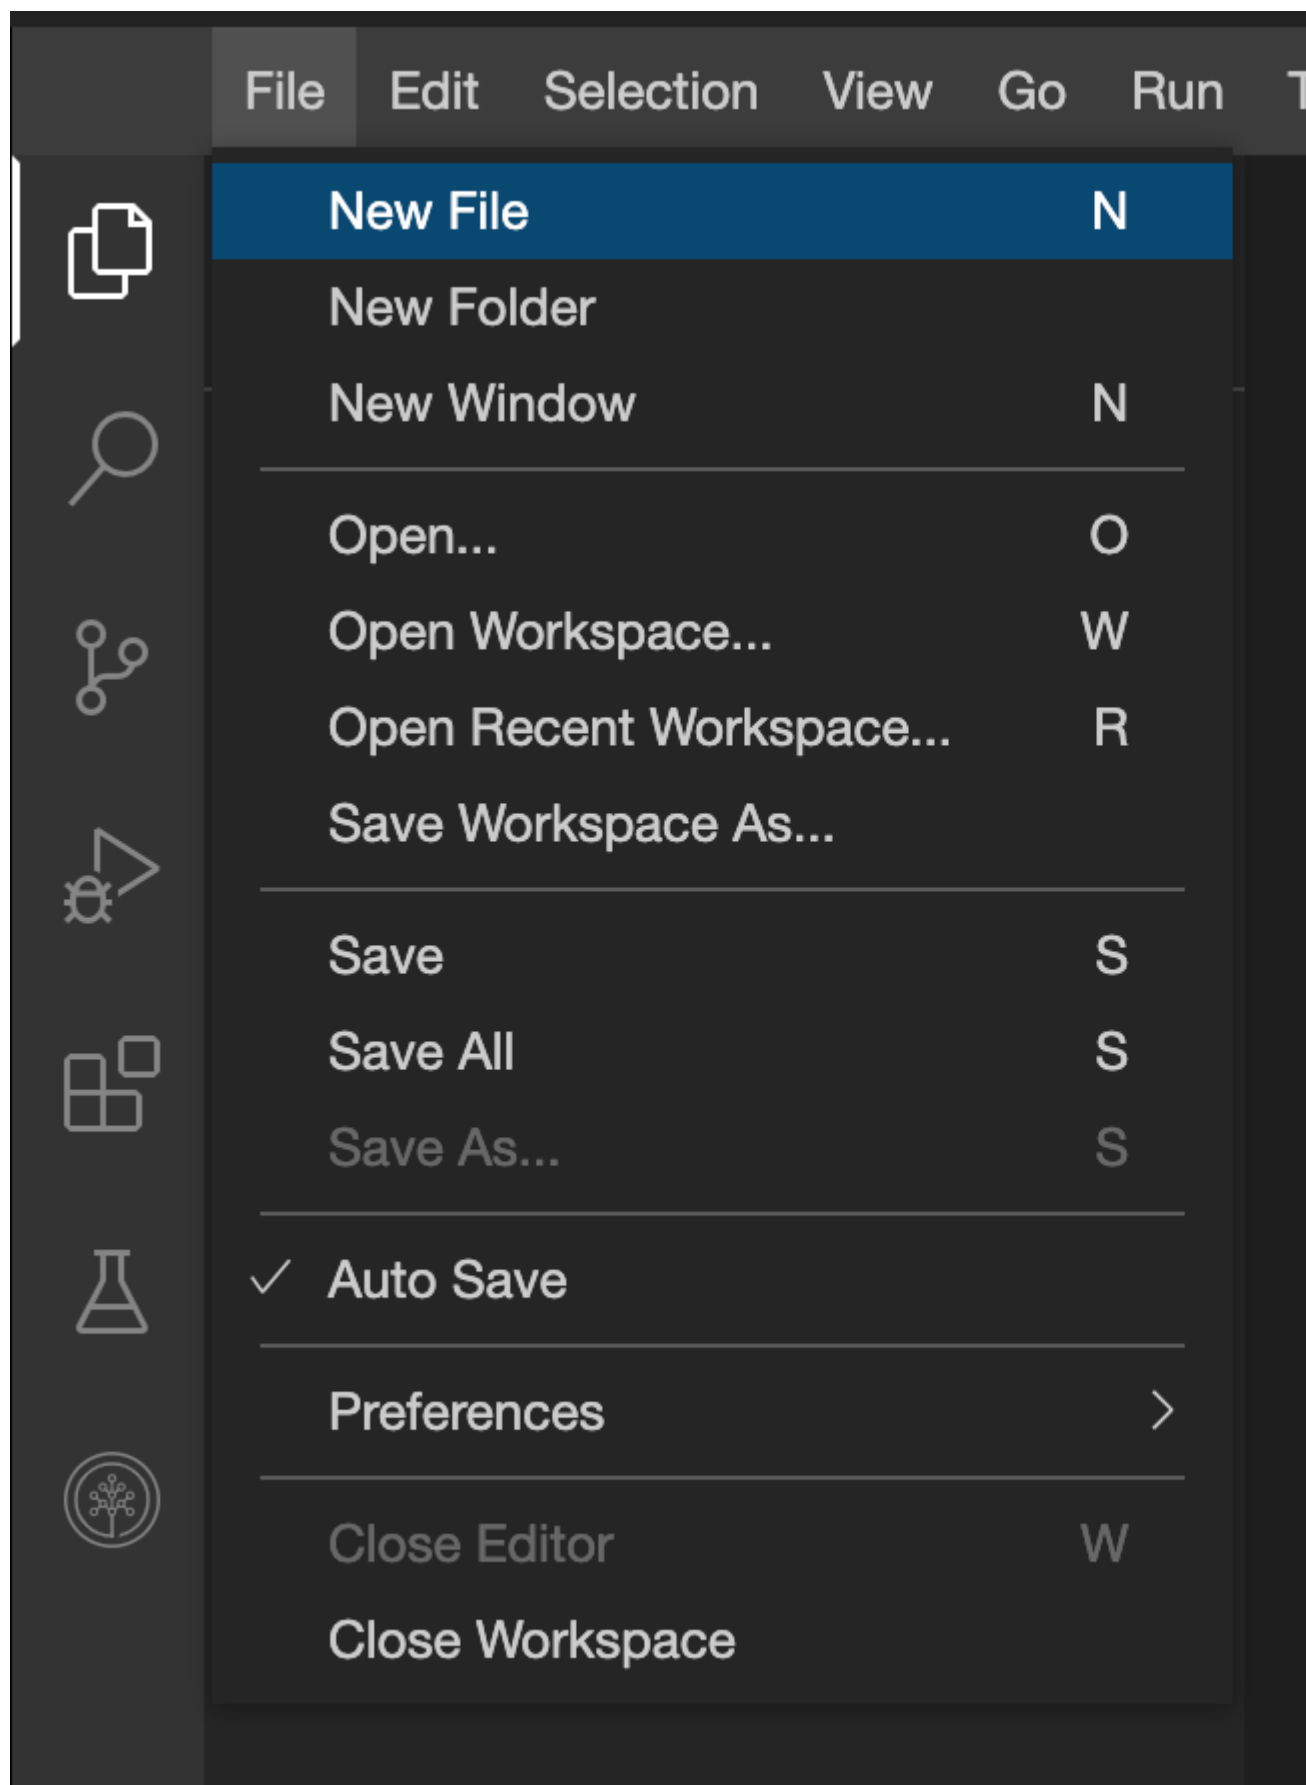 File Edit Selection View Go Run T
New File N
New Folder
New Window N
Open... O
Open Workspace... W
Open Recent Workspace... R
Save Workspace As...
Save S
Save All S
Save As... S
Auto Save
Preferences
Close Editor W
Close Workspace